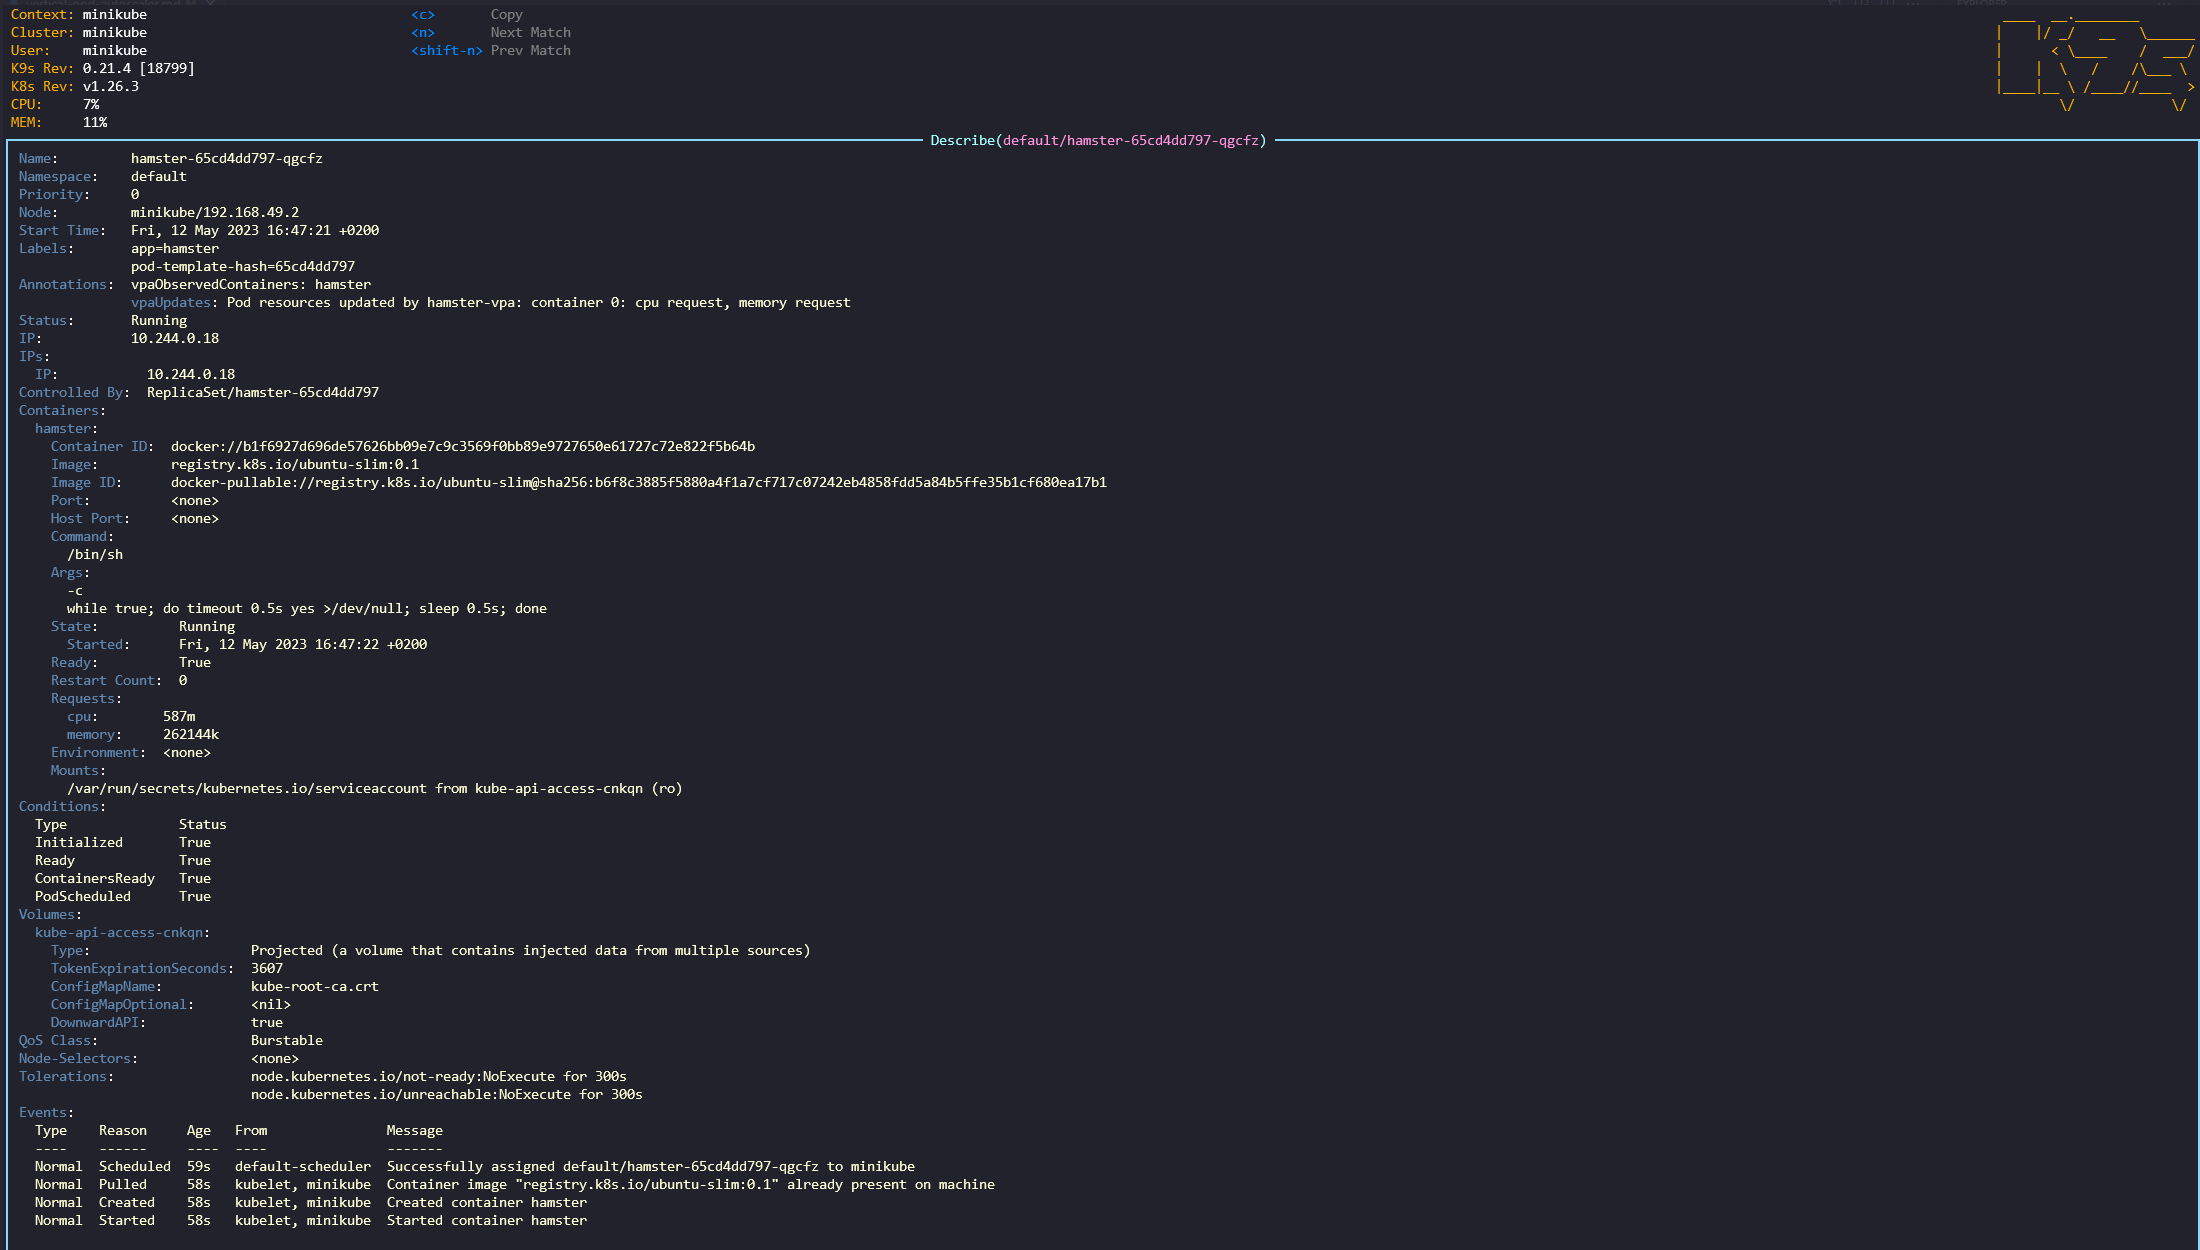 Context: minikube <c> Copy
Cluster: minikube <n> Next Match
User: minikube <shift-n> Prev Match
K9s Rev: 0.21.4 [18799]
K8s Rev: v1.26.3
CPU: 7%
MEM: 11%
Describe(default/hamster-65cd4dd797-qgcfz)
Name: hamster-65cd4dd797-qgcfz
Namespace: default
Priority: 0
Node: minikube/192.168.49.2
Start Time: Fri, 12 May 2023 16:47:21 +0200
Labels: app=hamster
pod-template-hash=65cd4dd797
Annotations: vpaObservedContainers: hamster
vpaUpdates: Pod resources updated by hamster-vpa: container 0: cpu request, memory request
Status: Running
IP: 10.244.0.18
IPs:
IP: 10.244.0.18
Controlled By: ReplicaSet/hamster-65cd4dd797
Containers:
hamster:
Container ID: docker://b1f6927d696de57626bb09e7c9c3569f0bb89e9727650e61727c72e822f5b64b
Image: registry.k8s.io/ubuntu-slim:0.1
Image ID: docker-pullable://registry.k8s.io/ubuntu-slim@sha256:b6f8c3885f5880a4f1a7cf717c07242eb4858fdd5a84b5ffe35b1cf680ea17b1
Port: <none>
Host Port: <none>
Command:
/bin/sh
Args:
-c
while true; do timeout 0.5s yes >/dev/null; sleep 0.5s; done
State: Running
Started: Fri, 12 May 2023 16:47:22 +0200
Ready: True
Restart Count: 0
Requests:
cpu: 587m
memory: 262144k
Environment: <none>
Mounts:
/var/run/secrets/kubernetes.io/serviceaccount from kube-api-access-cnkqn (ro)
Conditions:
Type Status
Initialized True
Ready True
ContainersReady True
PodScheduled True
Volumes:
kube-api-access-cnkqn:
Type: Projected (a volume that contains injected data from multiple sources)
TokenExpirationSeconds: 3607
ConfigMapName: kube-root-ca.crt
ConfigMapOptional: <nil>
DownwardAPI: true
QoS Class: Burstable
Node-Selectors: <none>
Tolerations: node.kubernetes.io/not-ready:NoExecute for 300s
node.kubernetes.io/unreachable:NoExecute for 300s
Events:
Type Reason Age From Message
---- ------ ---- ---- -------
Normal Scheduled 59s default-scheduler Successfully assigned default/hamster-65cd4dd797-qgcfz to minikube
Normal Pulled 58s kubelet, minikube Container image "registry.k8s.io/ubuntu-slim:0.1" already present on machine
Normal Created 58s kubelet, minikube Created container hamster
Normal Started 58s kubelet, minikube Started container hamster